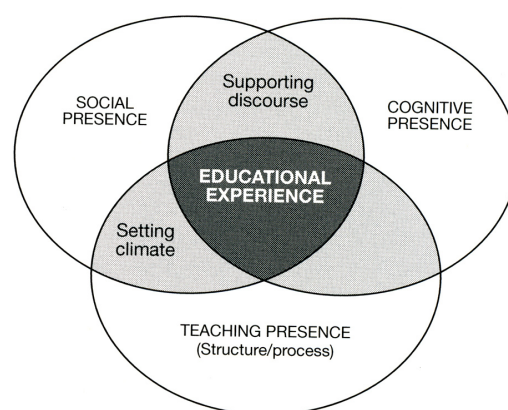 Supporting
discourse
SOCIAL
PRESENCE
COGNITIVE
PRESENCE
EDUCATIONAL
EXPERIENCE
Setting
climate
TEACHING PRESENCE
(Structure/process)